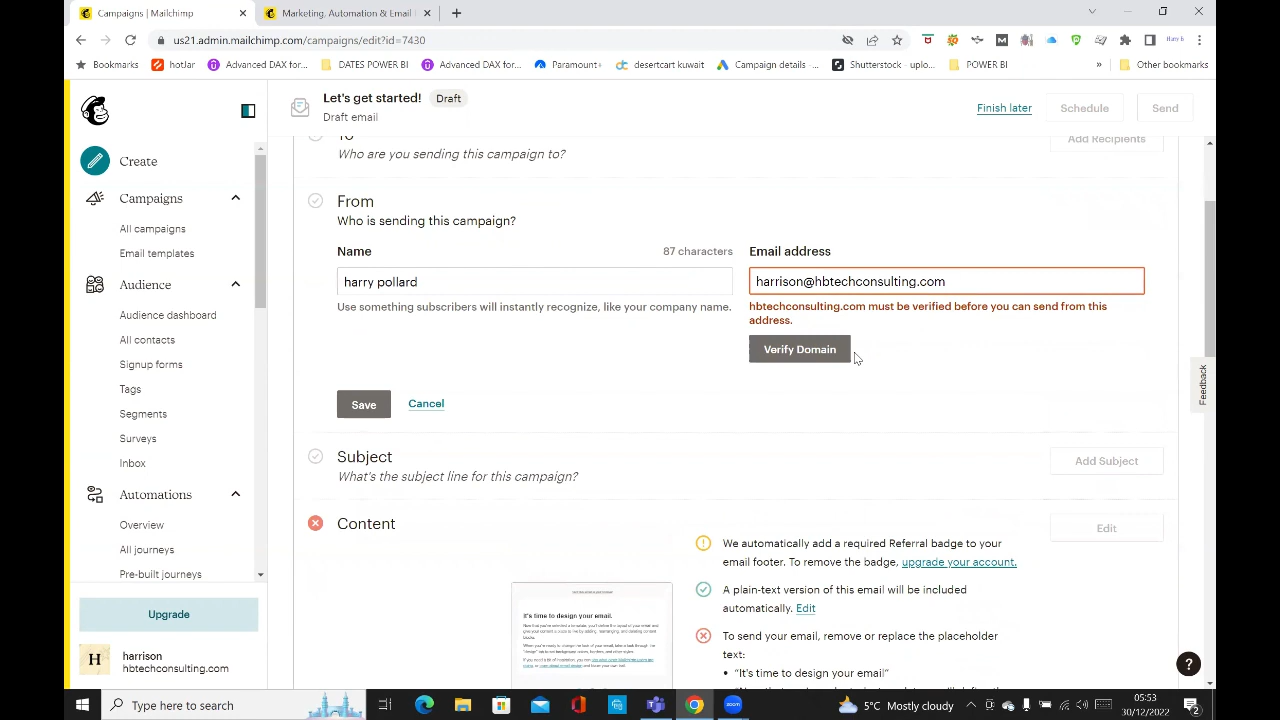 Campaigns | Mailchimp
Marketing, Automation & Email
us21.admin.mailchimp.com/campaigns/edit?id=7430
Bookmarks
hotlar
Advanced DAX for...
DATES POWER BI
Advanced DAX for...
Paramount+
desertcart kuwait
Campaign details -...
Shutterstock - uplo...
POWER BI
»
Other bookmarks
Let's get started!
Draft
Draft email
Finish later
Schedule
Send
Create
Campaigns
All campaigns
Email templates
Audience
Audience dashboard
All contacts
Signup forms
Tags
Segments
Surveys
Inbox
Automations
Overview
All journeys
Pre-built journeys
Upgrade
H
arrison
btechconsulting.com
To
Who are you sending this campaign to?
Add Recipients
From
Who is sending this campaign?
Name
87 characters
harry pollard
Use something subscribers will instantly recognize, like your company name.
Email address
harrison@hbtechconsulting.com
hbtechconsulting.com must be verified before you can send from this
address.
Verify Domain
Save
Cancel
Subject
What's the subject line for this campaign?
Add Subject
Content
Edit
It's time to design your email.
We automatically add a required Referral badge to your
email footer. To remove the badge, upgrade your account.
A plain-text version of this email will be included
automatically. Edit
To send your email, remove or replace the placeholder
text:
• "It's time to design your email"
Feedback
?
Type here to search
zoom
5°C Mostly cloudy
05:53
30/12/2022